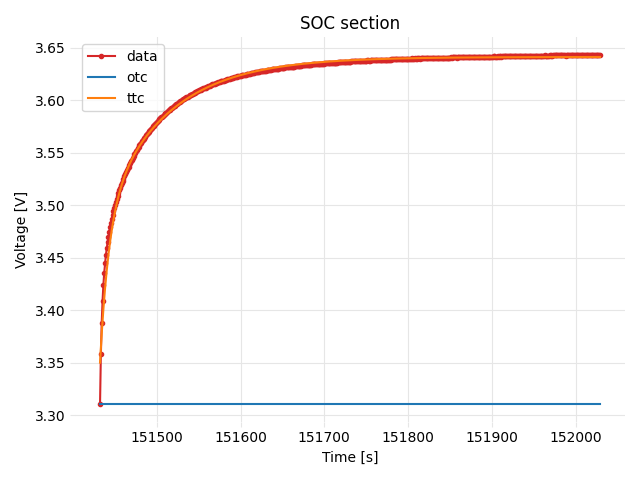 SOC section
data
otc
ttc
Voltage [V]
3.65
3.60
3.55
3.50
3.45
3.40
3.35
3.30
151500 151600 151700 151800 151900 152000
Time [s]